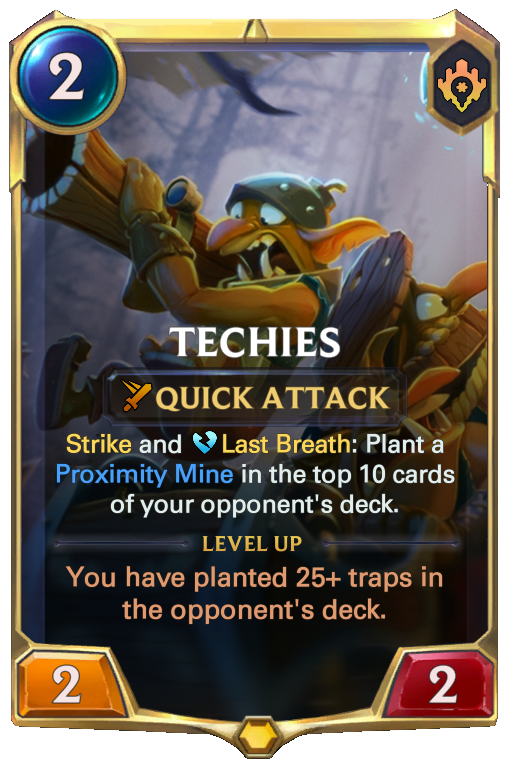 2
TECHIES
QUICK ATTACK
Strike and Last Breath: Plant a
Proximity Mine in the top 10 cards
of your opponent's deck.
LEVEL UP
You have planted 25+ traps in
the opponent's deck.
2
2